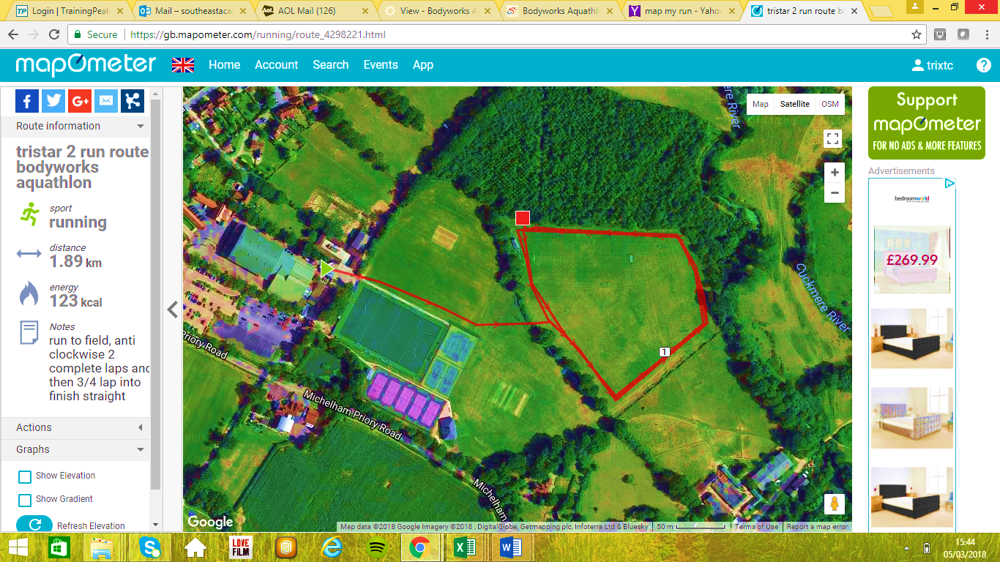 Login | TrainingPeak
Mail – southeastaca
AOL Mail (126)
View - Bodyworks A
Bodyworks Aquathl
map my run - Yahoo
tristar 2 run route b
Secure
https://gb.mapometer.com/running/route_4298221.html
mapometer
Home
Account
Search
Events
App
trixtc
?
Route information
tristar 2 run route
bodyworks
aquathlon
sport
running
distance
1.89 km
energy
123 kcal
Notes
run to field, anti
clockwise 2
complete laps and
then 3/4 lap into
finish straight
Actions
Graphs
Show Elevation
Show Gradient
Refresh Elevation
Map
Satellite
OSM
Cuckmere River
1
Priory Road
Michelham Priory Road
Michelham
Google
Map data ©2018 Google Imagery ©2018 , DigitalGlobe, Getmapping plc, Infoterra Ltd & Bluesky
50 m
Terms of Use
Report a map error
Support
mapometer
FOR NO ADS & MORE FEATURES
Advertisements
bedroomworld
£269.99
LOVE
FiLM
15:44
05/03/2018